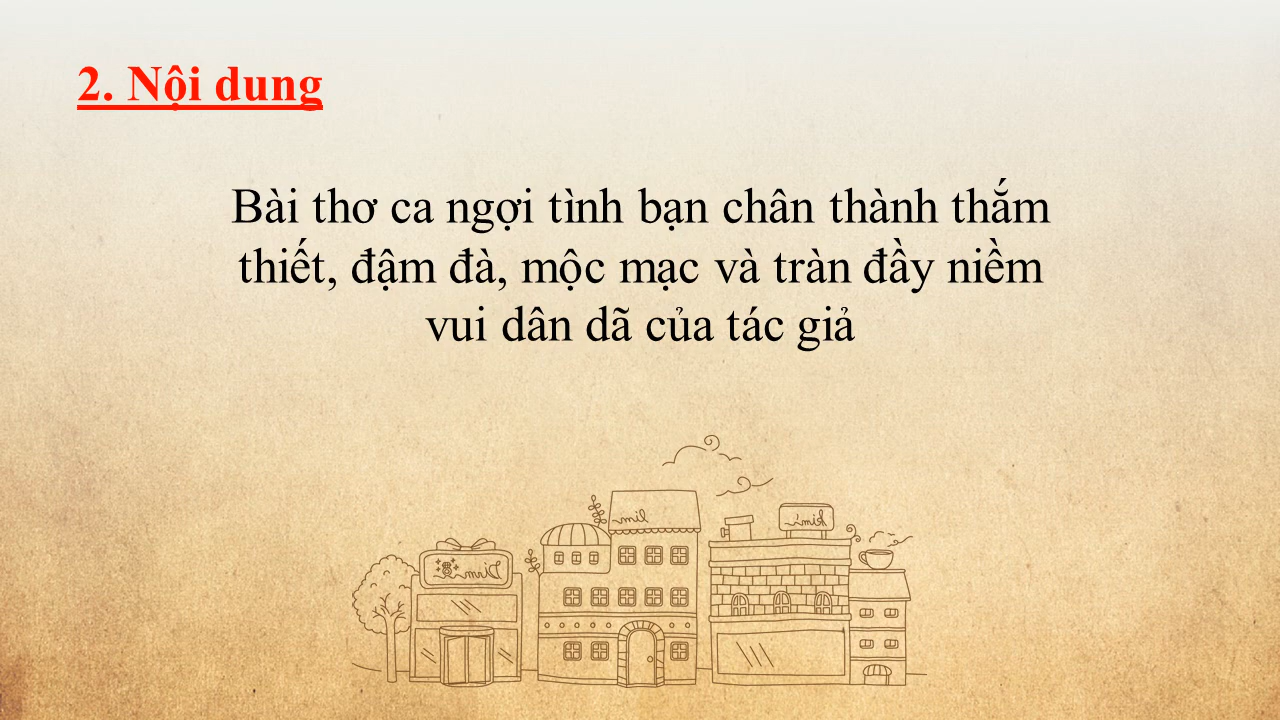 2. Nội dung
Bài thơ ca ngợi tình bạn chân thành thắm
thiết, đậm đà, mộc mạc và tràn đầy niềm
vui dân dã của tác giả